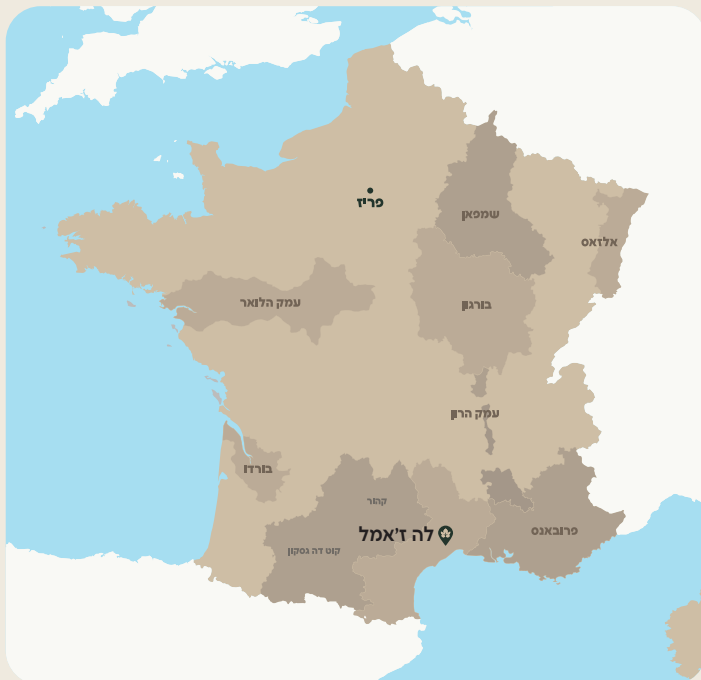 פריז
שמפאן
אלזאס
עמק הלואר
בורגון
עמק הרון
בורדו
קהור
לה ז'אמל
פרובאנס
קוט דה גסקון